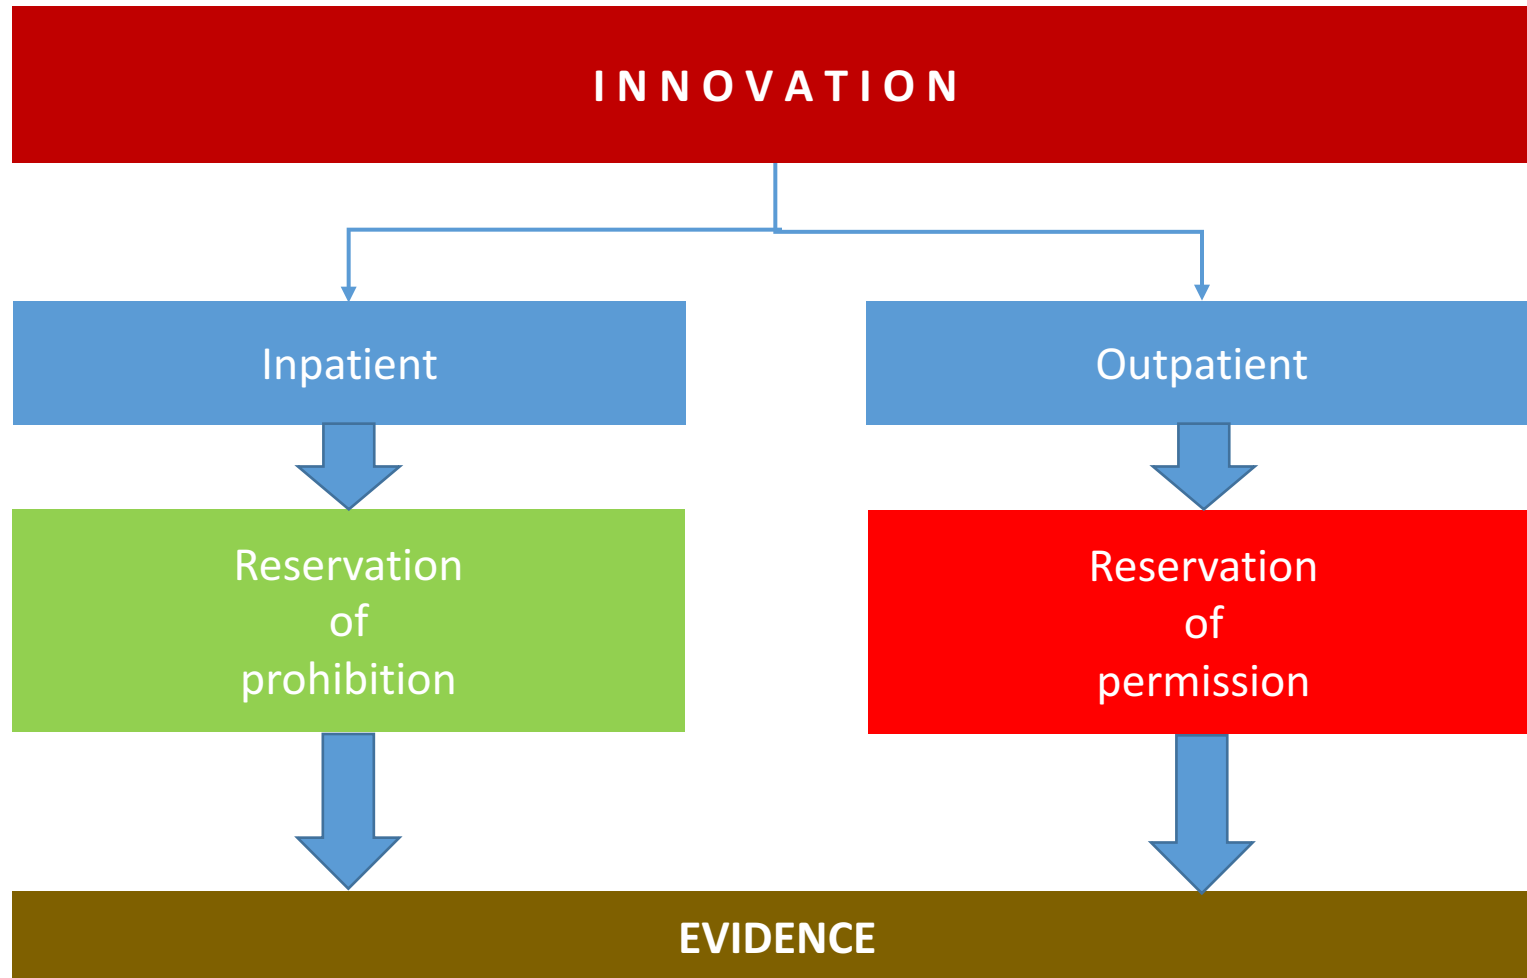 INNOVATION
Inpatient
Outpatient
Reservation
of
prohibition
Reservation
of
permission
EVIDENCE